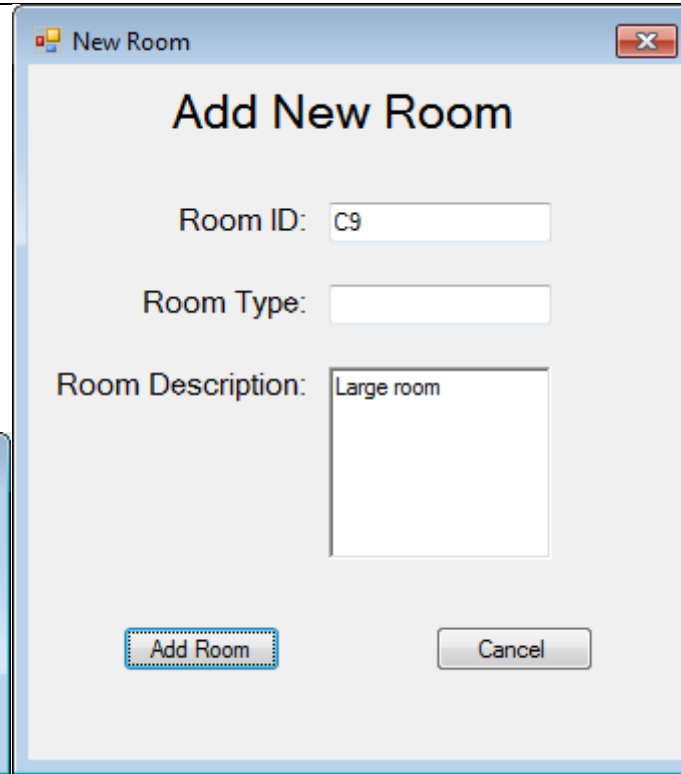 New Room
Add New Room
Room ID: C9
Room Type:
Room Description: Large room
Add Room Cancel